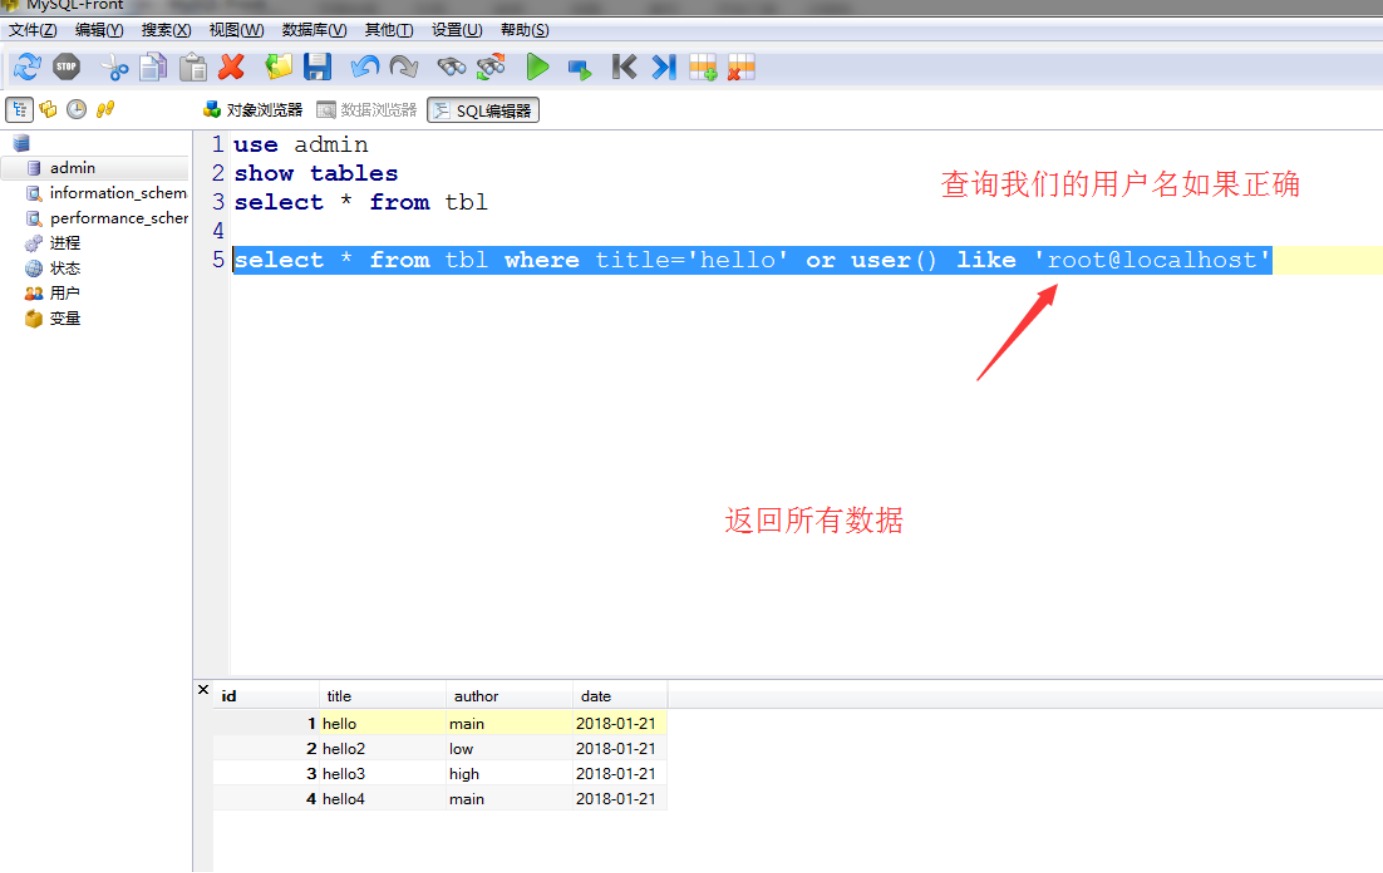 MySQL-Front
文件(Z) 编辑(Y) 搜索(X) 视图(W) 数据库(V) 其他(T) 设置(U) 帮助(S)
STOP
对象浏览器 数据浏览器 SQL编辑器
admin
information_schem
performance_scher
进程
状态
用户
变量
1 use admin
2 show tables
3 select * from tbl
4
5 select * from tbl where title='hello' or user() like 'root@localhost'
查询我们的用户名如果正确
返回所有数据
id title author date
1 hello main 2018-01-21
2 hello2 low 2018-01-21
3 hello3 high 2018-01-21
4 hello4 main 2018-01-21